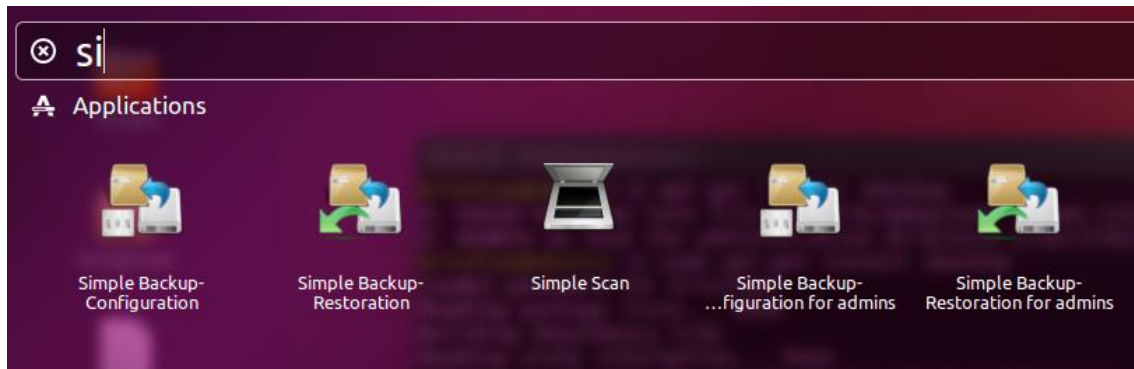 si
Applications
Simple Backup-
Configuration
Simple Backup-
Restoration
Simple Scan
Simple Backup-
...figuration for admins
Simple Backup-
Restoration for admins